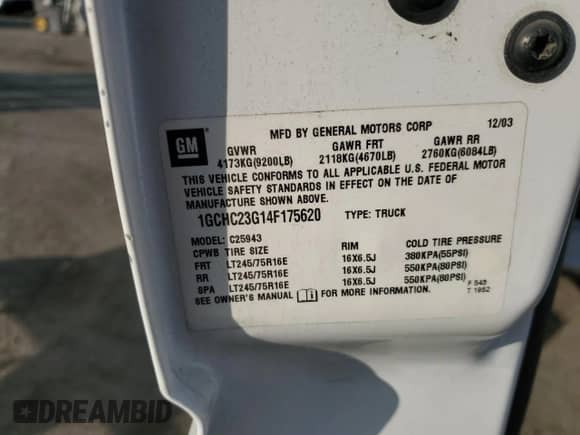 MFD BY GENERAL MOTORS CORP 12/03
GM
GVWR GAWR FRT GAWR RR
4173KG(9200LB) 2118KG(4670LB) 2760KG(6084LB)
THIS VEHICLE CONFORMS TO ALL APPLICABLE U.S. FEDERAL MOTOR
VEHICLE SAFETY STANDARDS IN EFFECT ON THE DATE OF
MANUFACTURE SHOWN ABOVE.
1GCHC23G14F175620 TYPE: TRUCK
MODEL: C25943
CPWB TIRE SIZE RIM COLD TIRE PRESSURE
FRT LT245/75R16E 16X6.5J 380KPA(55PSI)
RR LT245/75R16E 16X6.5J 550KPA(80PSI)
SPA LT245/75R16E 16X6.5J 550KPA(80PSI)
SEE OWNER'S MANUAL FOR MORE INFORMATION.
F 548
T 1952
DREAMBID